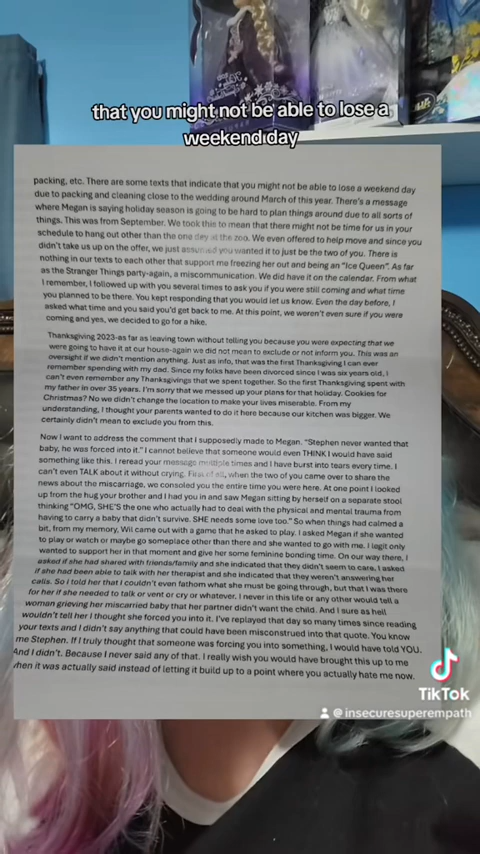 that you might not be able to lose a
weekend day
packing, etc. There are some texts that indicate that you might not be able to lose a weekend day
due to packing and cleaning close to the wedding around March of this year. There's a message
where Megan is saying holiday season is going to be hard to plan things around due to all sorts of
things. This was from September. We took this to mean that there might not be time for us in your
schedule to hang out other than the one day at the zoo. We even offered to help move and since you
didn't take us up on the offer, we just assumed you wanted it to just be the two of you. There is
nothing in our texts to each other that support me freezing her out and being an "Ice Queen". As far
as the Stranger Things party-again, a miscommunication. We did have it on the calendar. From what
I remember, I followed up with you several times to ask you if you were still coming and what time
you planned to be there. You kept responding that you would let us know. Even the day before, I
asked what time and you said you'd get back to me. At this point, we weren't even sure if you were
coming and yes, we decided to go for a hike.
Thanksgiving 2023-as far as leaving town without telling you because you were expecting that we
were going to have it at our house-again we did not mean to exclude or not inform you. This was an
oversight if we didn't mention anything. Just as info, that was the first Thanksgiving I can ever
remember spending with my dad. Since my folks have been divorced since I was six years old, I
can't even remember any Thanksgivings that we spent together. So the first Thanksgiving spent with
my father in over 35 years. I'm sorry that we messed up your plans for that holiday. Cookies for
Christmas? No we didn't change the location to make your lives miserable. From my
understanding, I thought your parents wanted to do it here because our kitchen was bigger. We
certainly didn't mean to exclude you from this.
Now I want to address the comment that I supposedly made to Megan. "Stephen never wanted that
baby, he was forced into it." I cannot believe that someone would even THINK I would have said
something like this. I reread your message multiple times and I have burst into tears every time. I
can't even TALK about it without crying. First of all, when the two of you came over to share the
news about the miscarriage, we consoled you the entire time you were here. At one point I looked
up from the hug your brother and I had you in and saw Megan sitting by herself on a separate stool
thinking "OMG, SHE'S the one who actually had to deal with the physical and mental trauma from
having to carry a baby that didn't survive. SHE needs some love too." So when things had calmed a
bit, from my memory, Wil came out with a game that he asked to play. I asked Megan if she wanted
to play or watch or maybe go someplace other than there and she wanted to go with me. I legit only
wanted to support her in that moment and give her some feminine bonding time. On our way there, I
asked if she had shared with friends/family and she indicated that they didn't seem to care. I asked
if she had been able to talk with her therapist and she indicated that they weren't answering her
calls. So I told her that I couldn't even fathom what she must be going through, but that I was there
for her if she needed to talk or vent or cry or whatever. I never in this life or any other would tell a
woman grieving her miscarried baby that her partner didn't want the child. And I sure as hell
wouldn't tell her I thought she forced you into it. I've replayed that day so many times since reading
your texts and I didn't say anything that could have been misconstrued into that quote. You know
me Stephen. If I truly thought that someone was forcing you into something, I would have told YOU.
And I didn't. Because I never said any of that. I really wish you would have brought this up to me
when it was actually said instead of letting it build up to a point where you actually hate me now.
TikTok
@insecuresuperempath